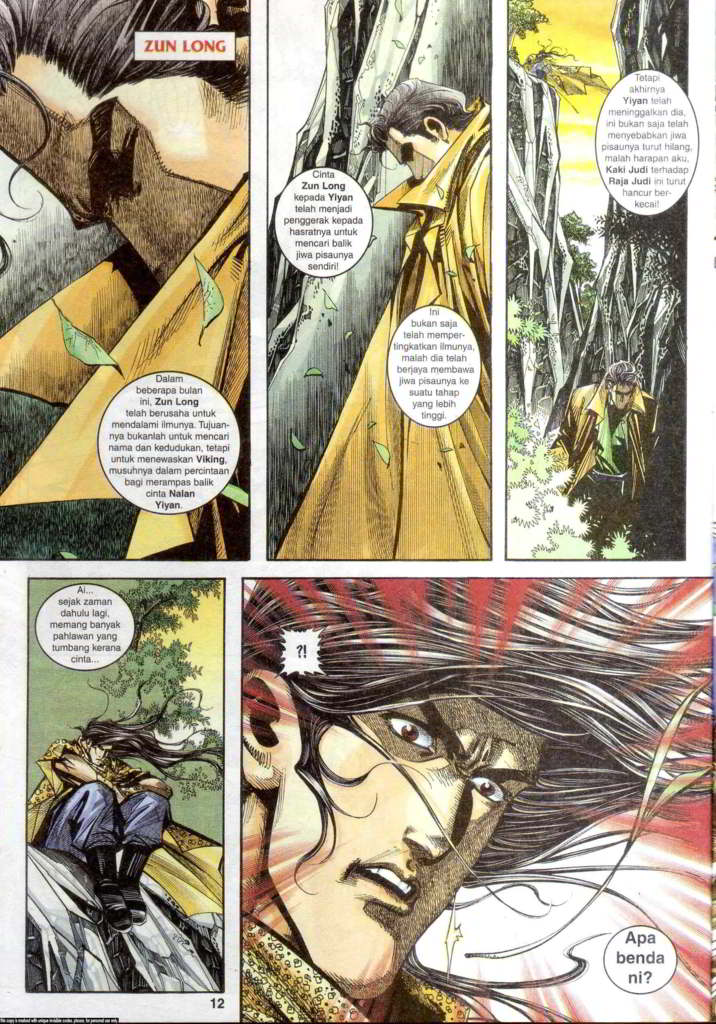 ZUN LONG
Dalam
beberapa bulan
ini, Zun Long
telah berusaha untuk
mendalami ilmunya. Tujuan-
nya bukanlah untuk mencari
nama dan kedudukan, tetapi
untuk menewaskan Viking,
musuhnya dalam percintaan
bagi merampas balik
cinta Nalan
Yiyan.
Cinta
Zun Long
kepada Yiyan
telah menjadi
penggerak kepada
hasratnya untuk
mencari balik
jiwa pisaunya
sendiri!
Ini
bukan saja
telah memper-
tingkatkan ilmunya,
malah dia telah
berjaya membawa
jiwa pisaunya ke
suatu tahap
yang lebih
tinggi.
Tetapi
akhirnya
Yiyan telah
meninggalkan dia,
ini bukan saja telah
menyebabkan jiwa
pisaunya turut hilang,
malah harapan aku,
Kaki Judi terhadap
Raja Judi ini turut
hancur ber-
kecai!
Ai...
sejak zaman
dahulu lagi,
memang banyak
pahlawan yang
tumbang kerana
cinta...
?!
Apa
benda
ni?
12